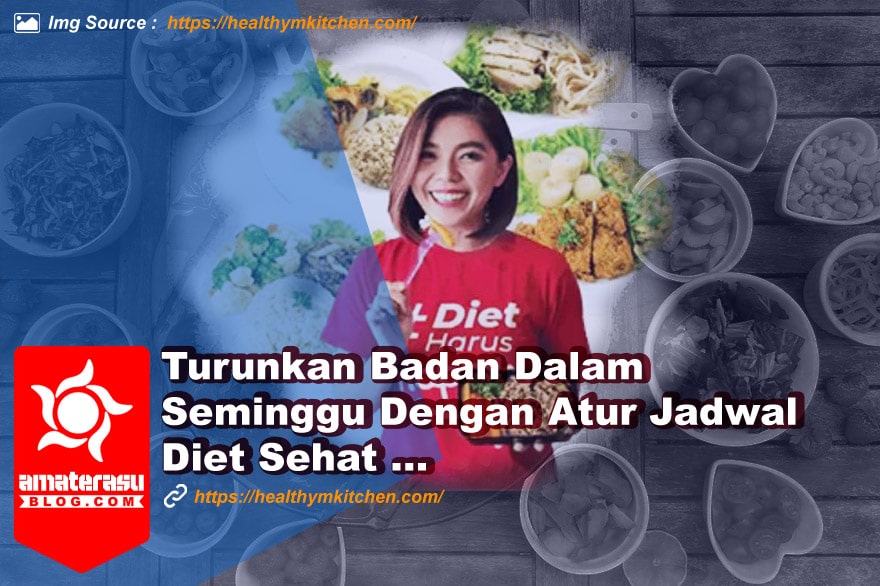 Img Source : https://healthymkitchen.com/
Diet
Harus
Turunkan Badan Dalam
Seminggu Dengan Atur Jadwal
Diet Sehat ...
amaterasu
BLOG.COM
https://healthymkitchen.com/